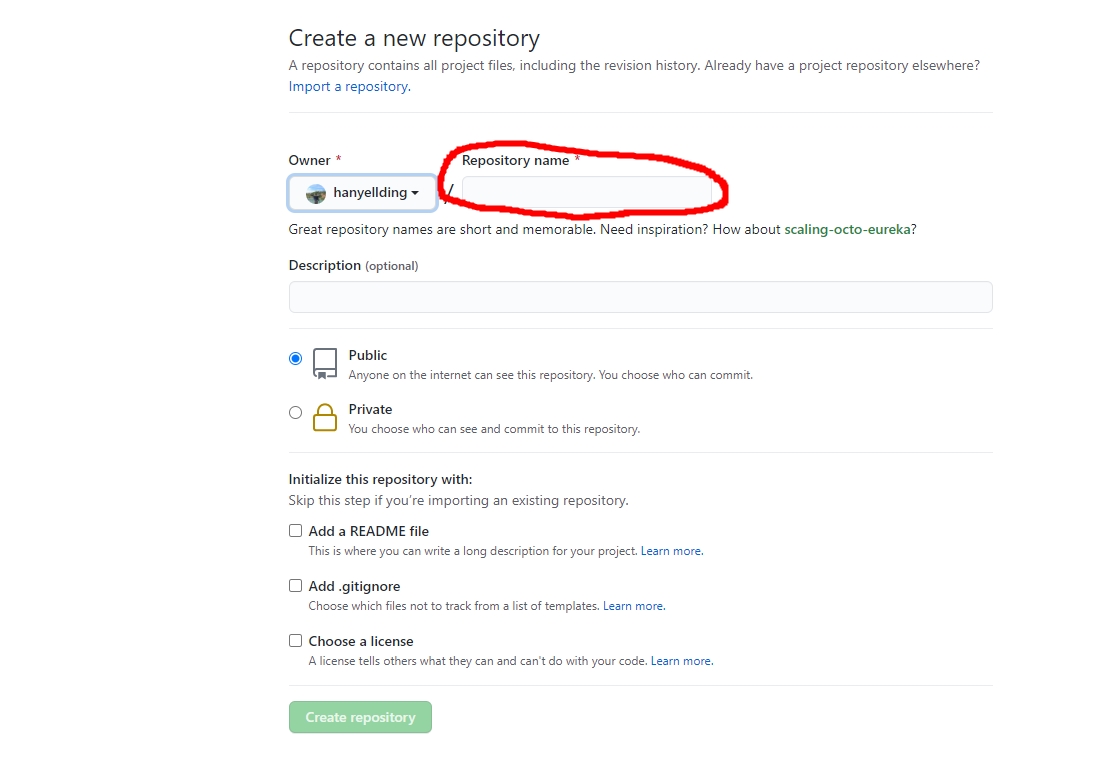 Create a new repository
A repository contains all project files, including the revision history. Already have a project repository elsewhere?
Import a repository.
Owner *
Repository name *
hanyellding
/
Great repository names are short and memorable. Need inspiration? How about scaling-octo-eureka?
Description (optional)
Public
Anyone on the internet can see this repository. You choose who can commit.
Private
You choose who can see and commit to this repository.
Initialize this repository with:
Skip this step if you’re importing an existing repository.
Add a README file
This is where you can write a long description for your project. Learn more.
Add .gitignore
Choose which files not to track from a list of templates. Learn more.
Choose a license
A license tells others what they can and can't do with your code. Learn more.
Create repository